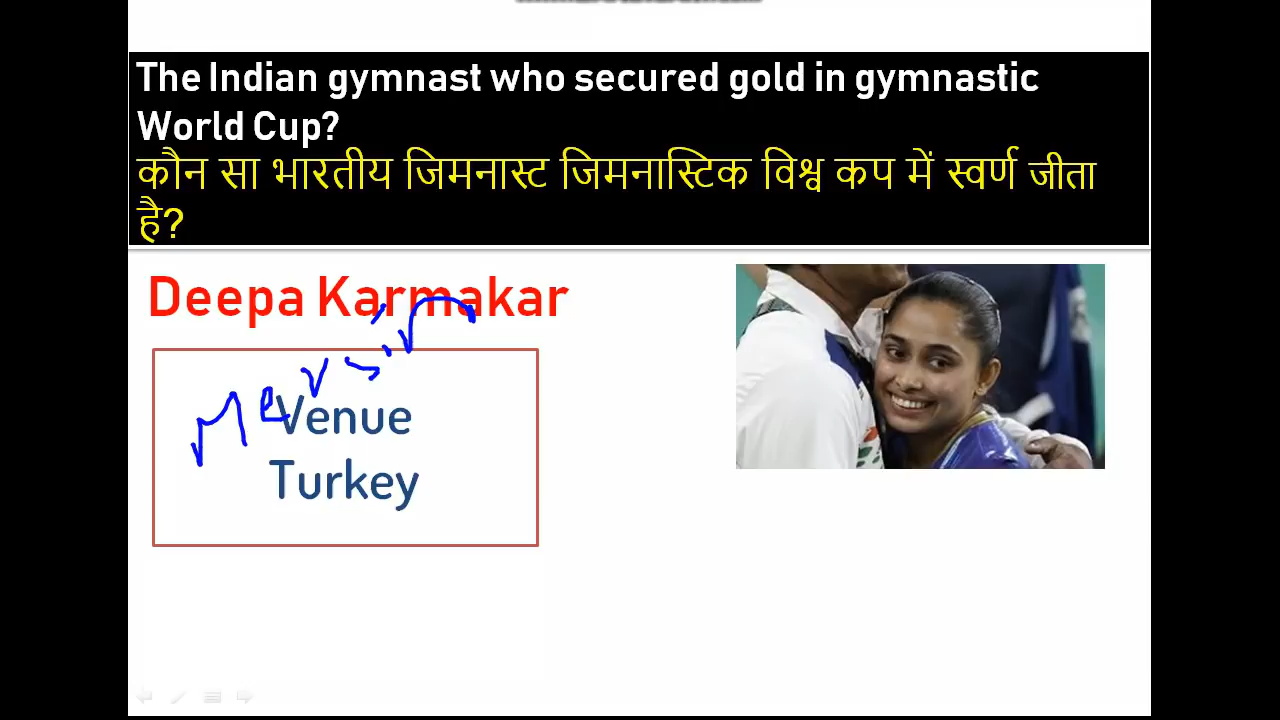 The Indian gymnast who secured gold in gymnastic
World Cup?
कौन सा भारतीय जिमनास्ट जिमनास्टिक विश्व कप में स्वर्ण जीता
है?
Deepa Karmakar
Mersin
Venue
Turkey